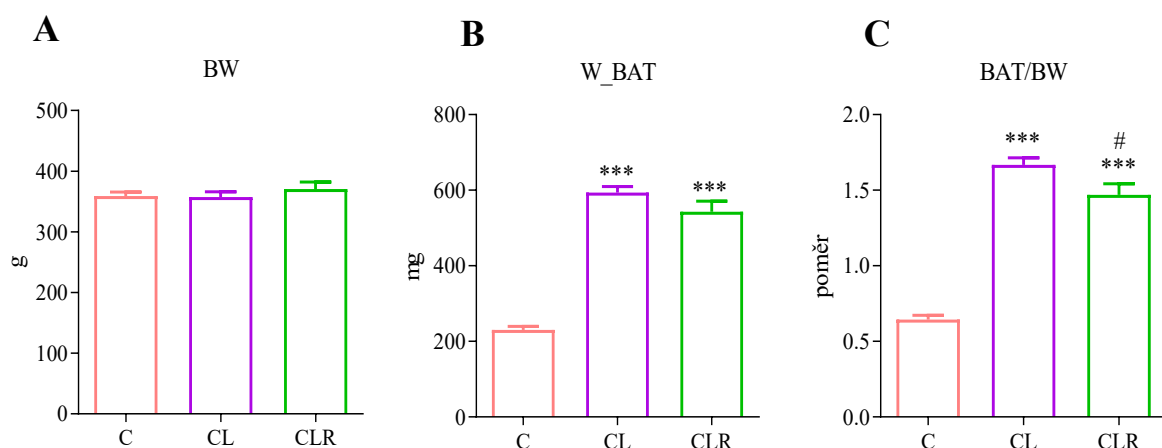 A
BW
g
500
400
300
200
100
0
C CL CLR
B
W_BAT
mg
800
600
400
200
0
***
***
C CL CLR
C
BAT/BW
poměr
2.0
1.5
1.0
0.5
0.0
***
#
***
C CL CLR